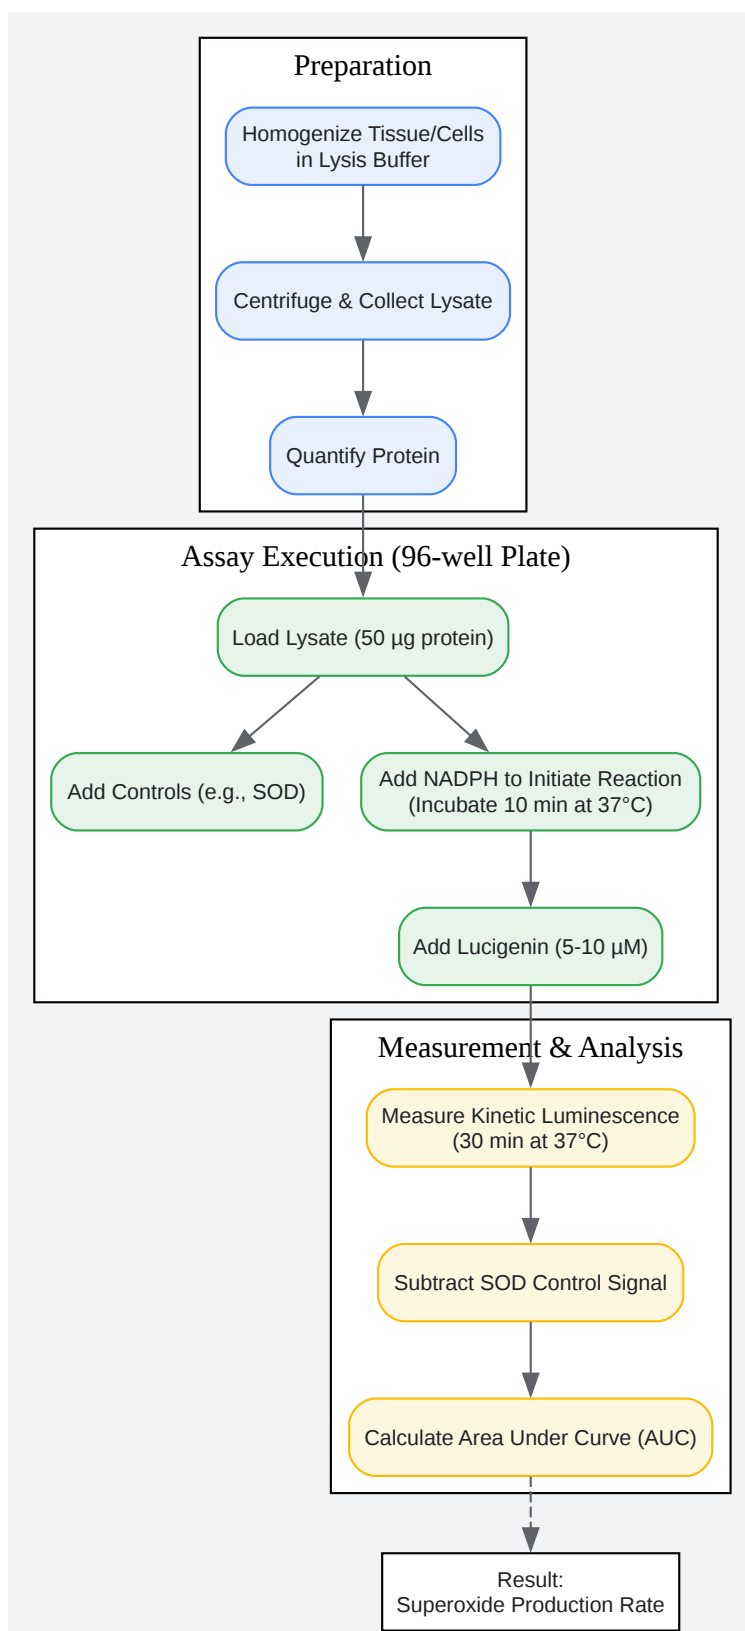 Preparation
Homogenize Tissue/Cells
in Lysis Buffer
Centrifuge & Collect Lysate
Quantify Protein
Assay Execution (96-well Plate)
Load Lysate (50 µg protein)
Add Controls (e.g., SOD)
Add NADPH to Initiate Reaction
(Incubate 10 min at 37°C)
Add Lucigenin (5-10 µM)
Measurement & Analysis
Measure Kinetic Luminescence
(30 min at 37°C)
Subtract SOD Control Signal
Calculate Area Under Curve (AUC)
Result:
Superoxide Production Rate